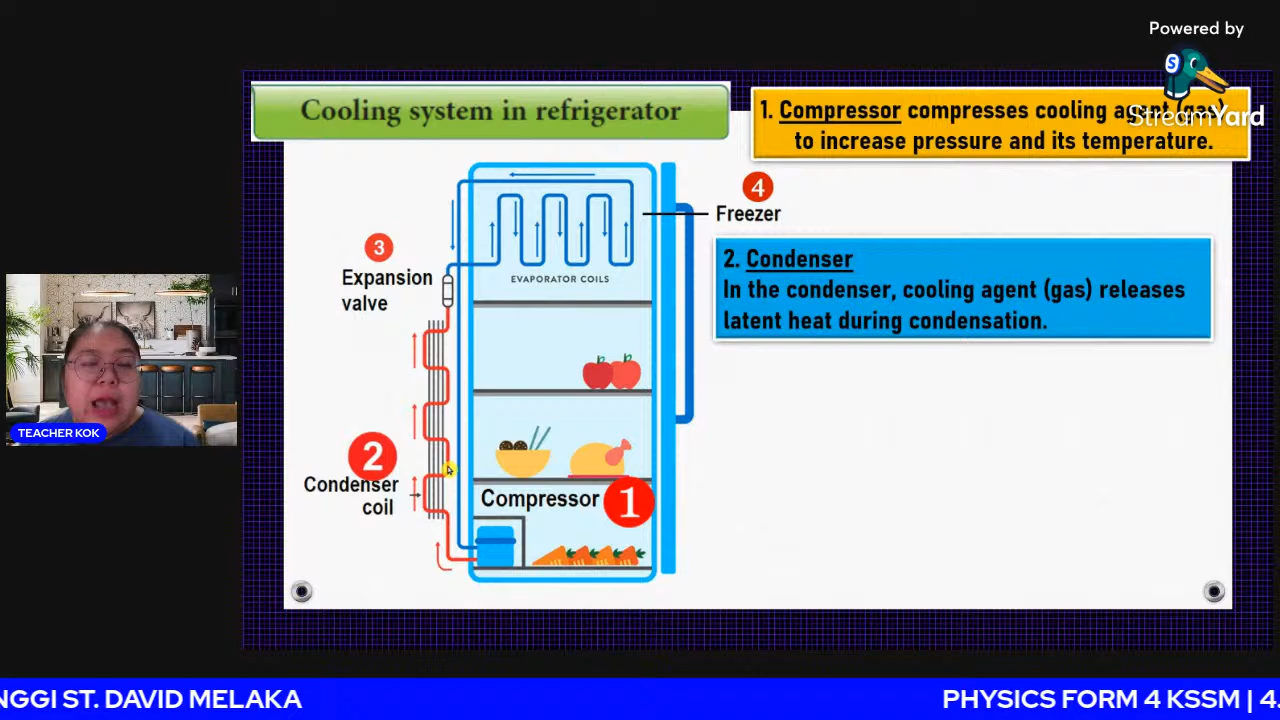 Powered by
S
StreamYard
Cooling system in refrigerator
1. Compressor compresses cooling agent (gas)
to increase pressure and its temperature.
4
Freezer
3
Expansion
valve
EVAPORATOR COILS
2. Condenser
In the condenser, cooling agent (gas) releases
latent heat during condensation.
TEACHER KOK
2
Condenser
coil
Compressor
1
NGGI ST. DAVID MELAKA
PHYSICS FORM 4 KSSM | 4.